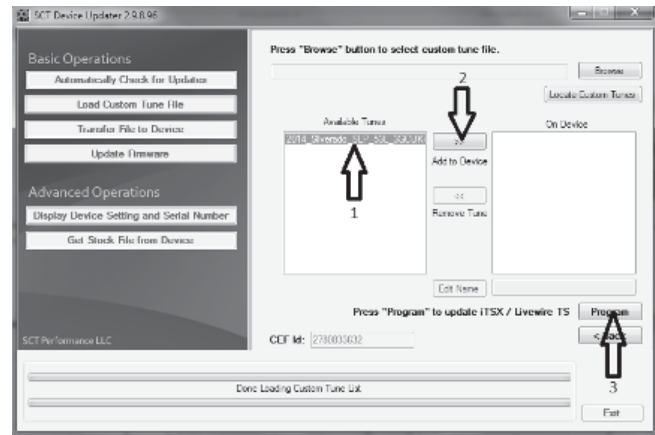 SCT Device Updater 2.9.8.96
Basic Operations
Automatically Check for Updates
Load Custom Tune File
Transfer File to Device
Update Firmware
Advanced Operations
Display Device Setting and Serial Number
Get Stock File from Device
SCT Performance LLC
Press "Browse" button to select custom tune file.
Browse
2
Locate Custom Tunes
Available Tunes
On Device
2014_Silverado_SLP
>>
Add to Device
1
<<
Remove Tune
Edit Name
Press "Program" to update iTSX / Livewire TS
Program
< Back
CEF Id:
3
Done Loading Custom Tune List
Exit